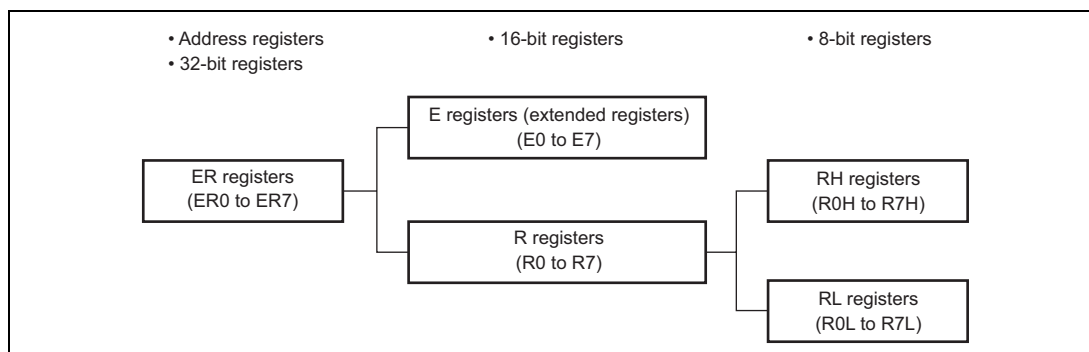 • Address registers
• 32-bit registers
• 16-bit registers
• 8-bit registers
E registers (extended registers)
(E0 to E7)
ER registers
(ER0 to ER7)
RH registers
(R0H to R7H)
R registers
(R0 to R7)
RL registers
(R0L to R7L)